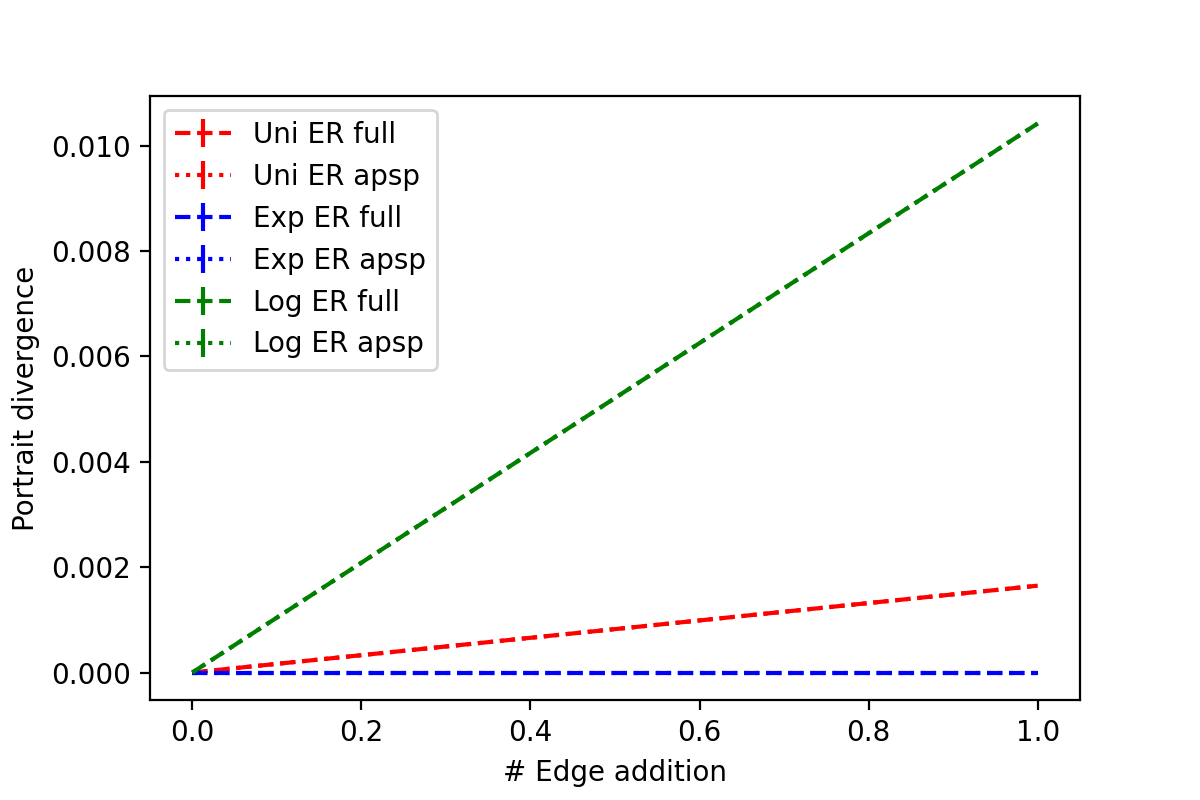 Uni ER full
Uni ER apsp
Exp ER full
Exp ER apsp
Log ER full
Log ER apsp
0.010
0.008
0.006
0.004
0.002
0.000
Portrait divergence
0.0 0.2 0.4 0.6 0.8 1.0
# Edge addition